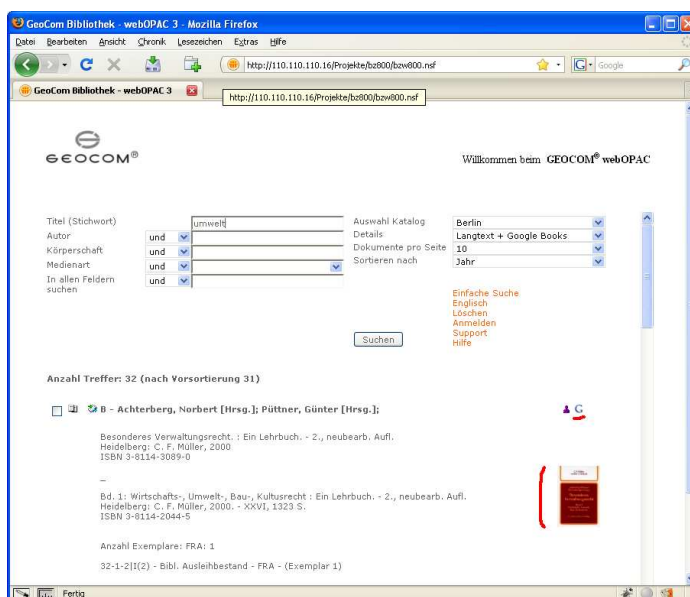 GeoCom Bibliothek - webOPAC 3 - Mozilla Firefox
Datei Bearbeiten Ansicht Chronik Lesezeichen Extras Hilfe
http://110.110.110.16/Projekte/bz800/bzw800.nsf
G Google
GeoCom Bibliothek - webOPAC 3
http://110.110.110.16/Projekte/bz800/bzw800.nsf
GEOCOM®
Willkommen beim GEOCOM® webOPAC
Titel (Stichwort) umwelt
Autor und
Körperschaft und
Medienart und
In allen Feldern suchen und
Auswahl Katalog Berlin
Details Langtext + Google Books
Dokumente pro Seite 10
Sortieren nach Jahr
Einfache Suche
Englisch
Löschen
Anmelden
Support
Hilfe
Suchen
Anzahl Treffer: 32 (nach Vorsortierung 31)
B - Achterberg, Norbert [Hrsg.]; Püttner, Günter [Hrsg.]; G
Besonderes Verwaltungsrecht. : Ein Lehrbuch. - 2., neubearb. Aufl.
Heidelberg: C. F. Müller, 2000
ISBN 3-8114-3089-0
_
Bd. 1: Wirtschafts-, Umwelt-, Bau-, Kultusrecht : Ein Lehrbuch. - 2., neubearb. Aufl.
Heidelberg: C. F. Müller, 2000. - XXVI, 1323 S.
ISBN 3-8114-2044-5
Anzahl Exemplare: FRA: 1
32-1-2|I(2) - Bibl. Ausleihbestand - FRA - (Exemplar 1)
Fertig